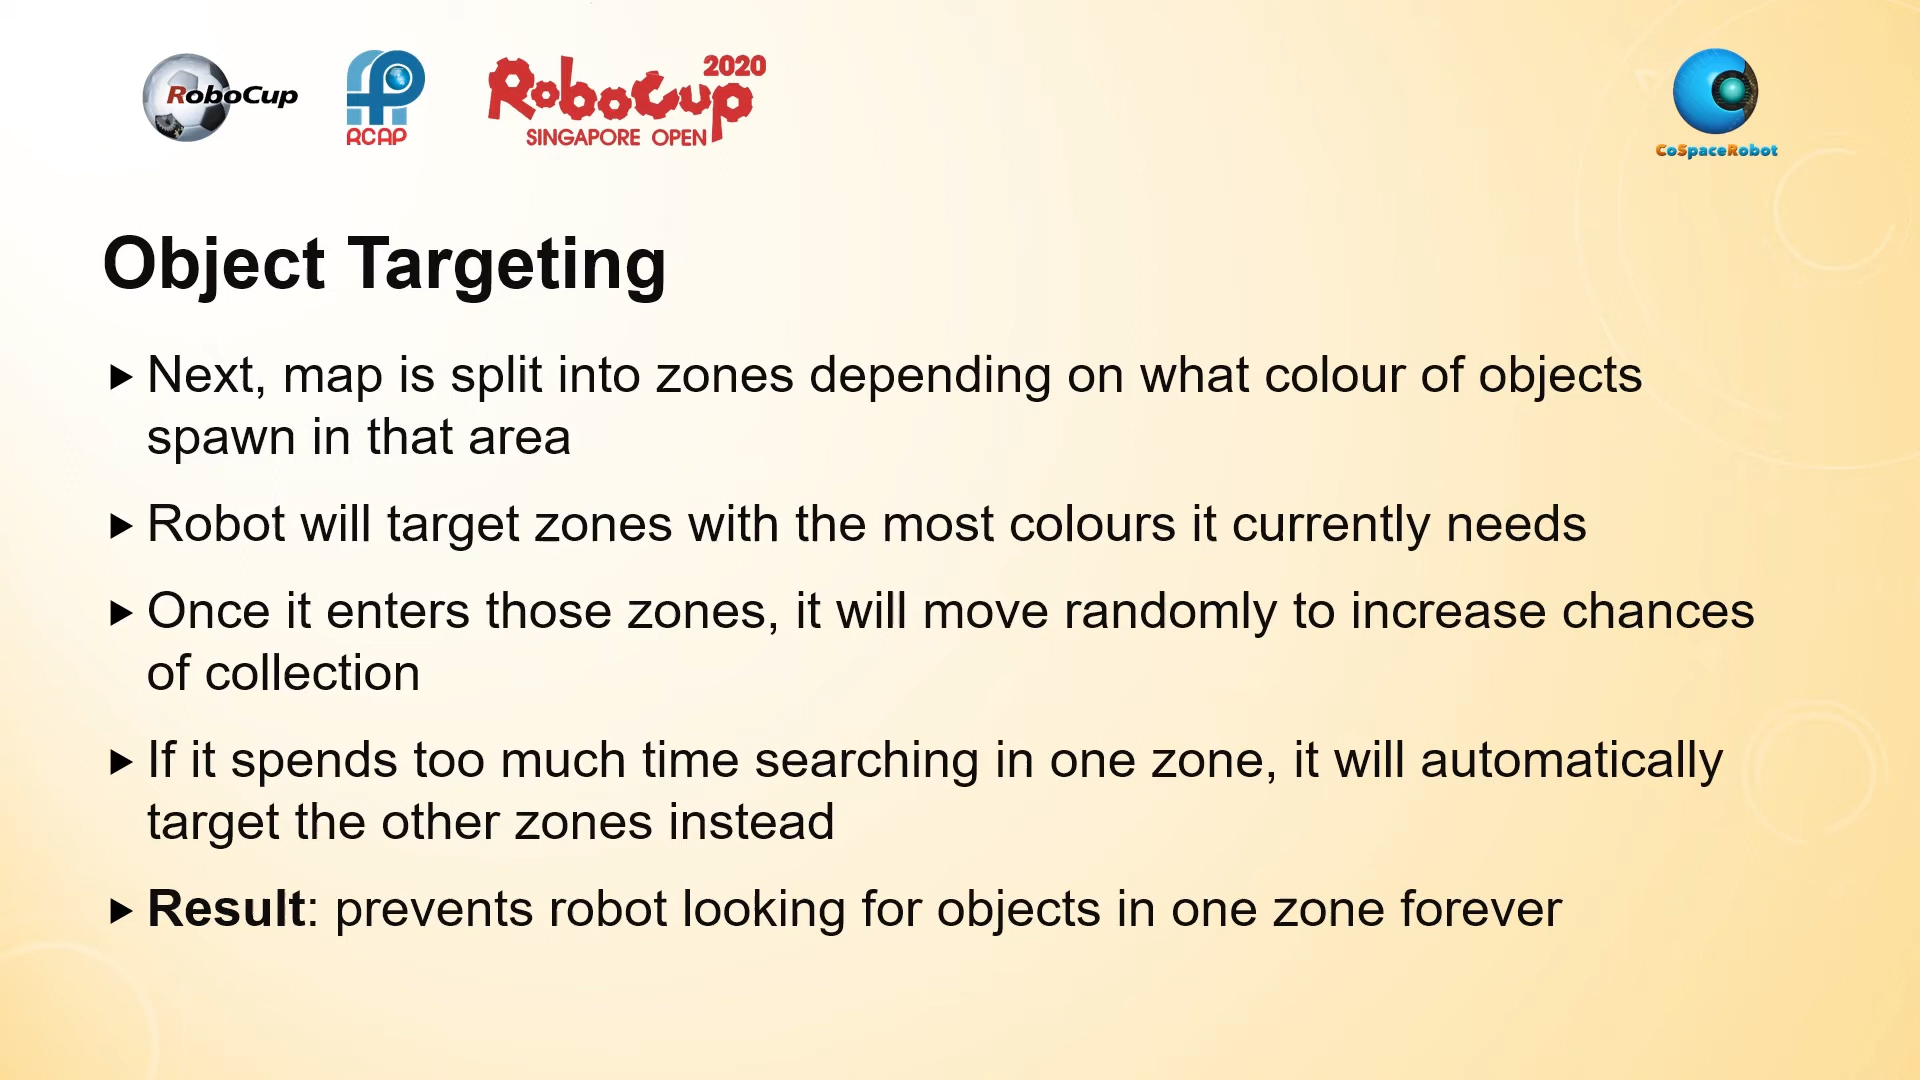 RoboCup
RCAP
2020
RoboCup
SINGAPORE OPEN
CoSpaceRobot
Object Targeting
Next, map is split into zones depending on what colour of objects
spawn in that area
Robot will target zones with the most colours it currently needs
Once it enters those zones, it will move randomly to increase chances
of collection
If it spends too much time searching in one zone, it will automatically
target the other zones instead
Result: prevents robot looking for objects in one zone forever